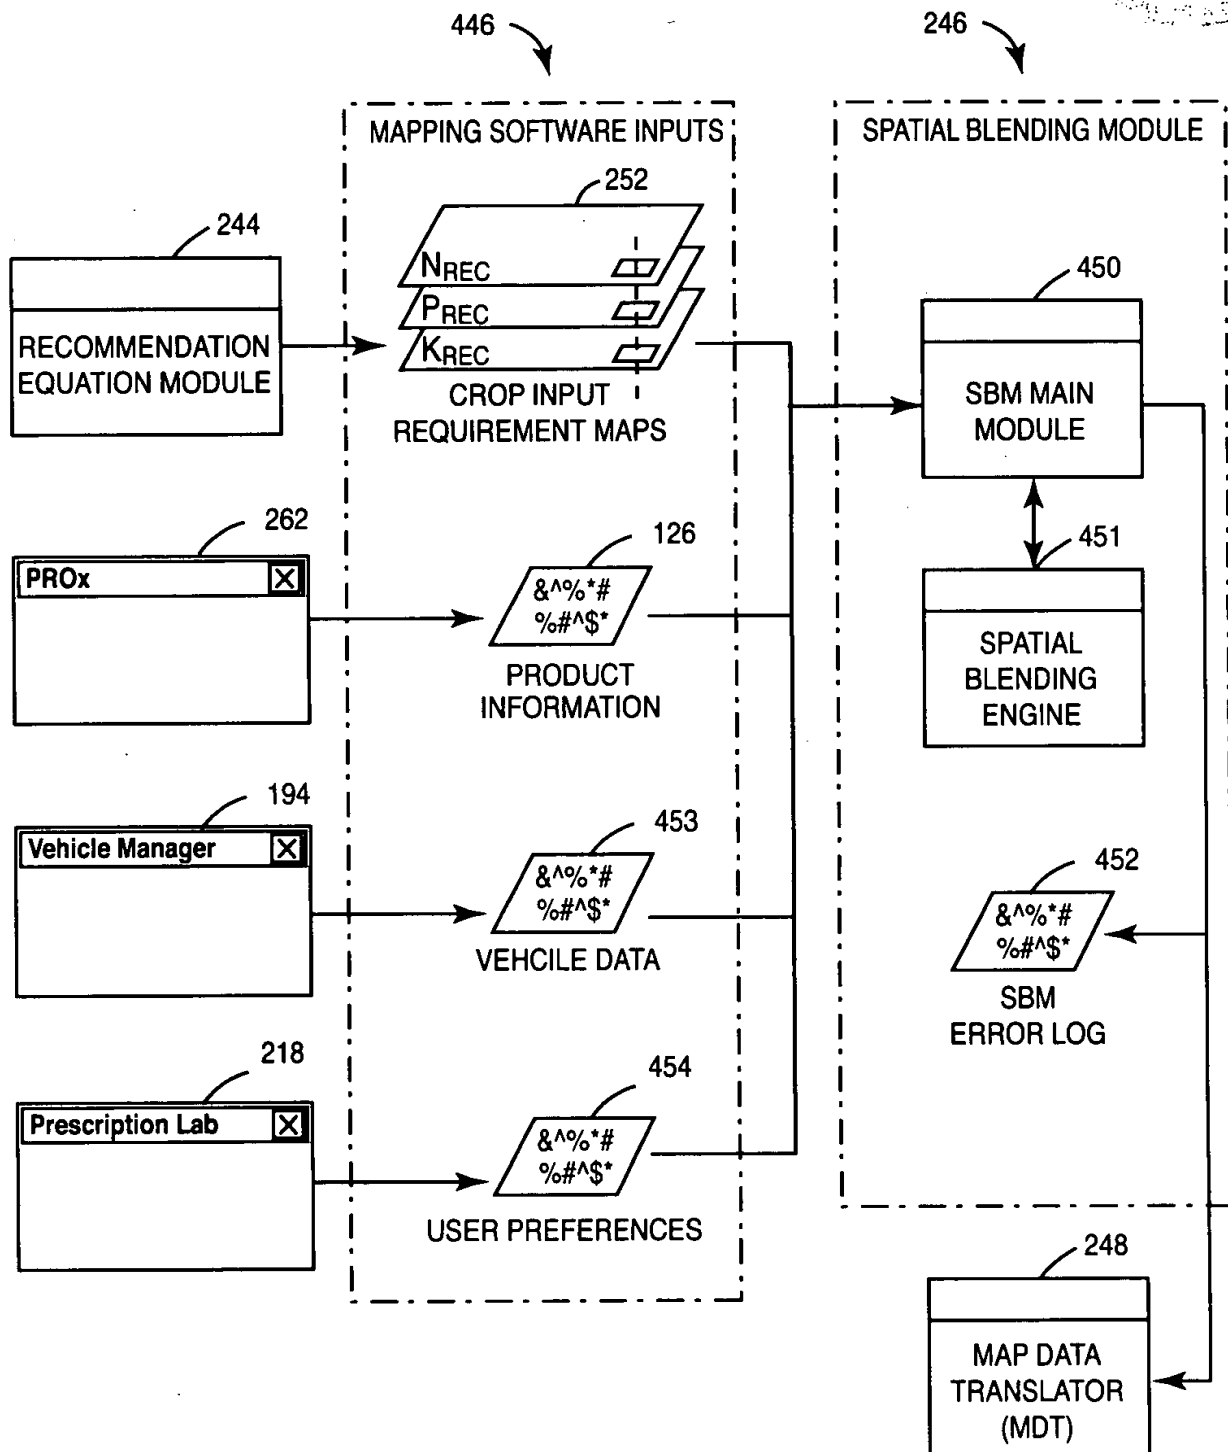 446
246
MAPPING SOFTWARE INPUTS
SPATIAL BLENDING MODULE
252
244
NREC
PREC
KREC
450
RECOMMENDATION
EQUATION MODULE
CROP INPUT
REQUIREMENT MAPS
SBM MAIN
MODULE
262
PROx
126
&^%*#
%#^$*
PRODUCT
INFORMATION
451
SPATIAL
BLENDING
ENGINE
194
Vehicle Manager
453
&^%*#
%#^$*
VEHCILE DATA
452
&^%*#
%#^$*
SBM
ERROR LOG
218
Prescription Lab
454
&^%*#
%#^$*
USER PREFERENCES
248
MAP DATA
TRANSLATOR
(MDT)